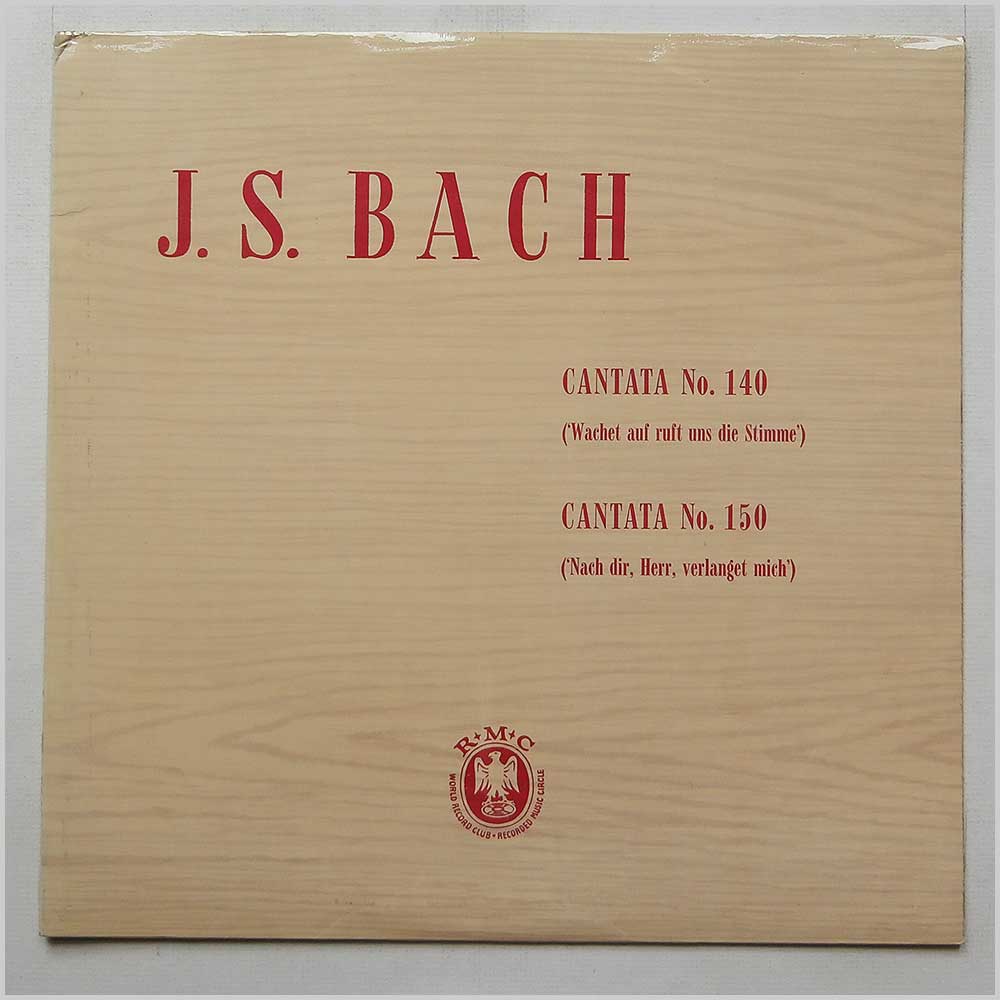 J. S. BACH
CANTATA No. 140
(‘Wachet auf ruft uns die Stimme’)
CANTATA No. 150
(‘Nach dir, Herr, verlanget mich’)
R+M+C
WORLD RECORD CLUB • RECORDED MUSIC CIRCLE